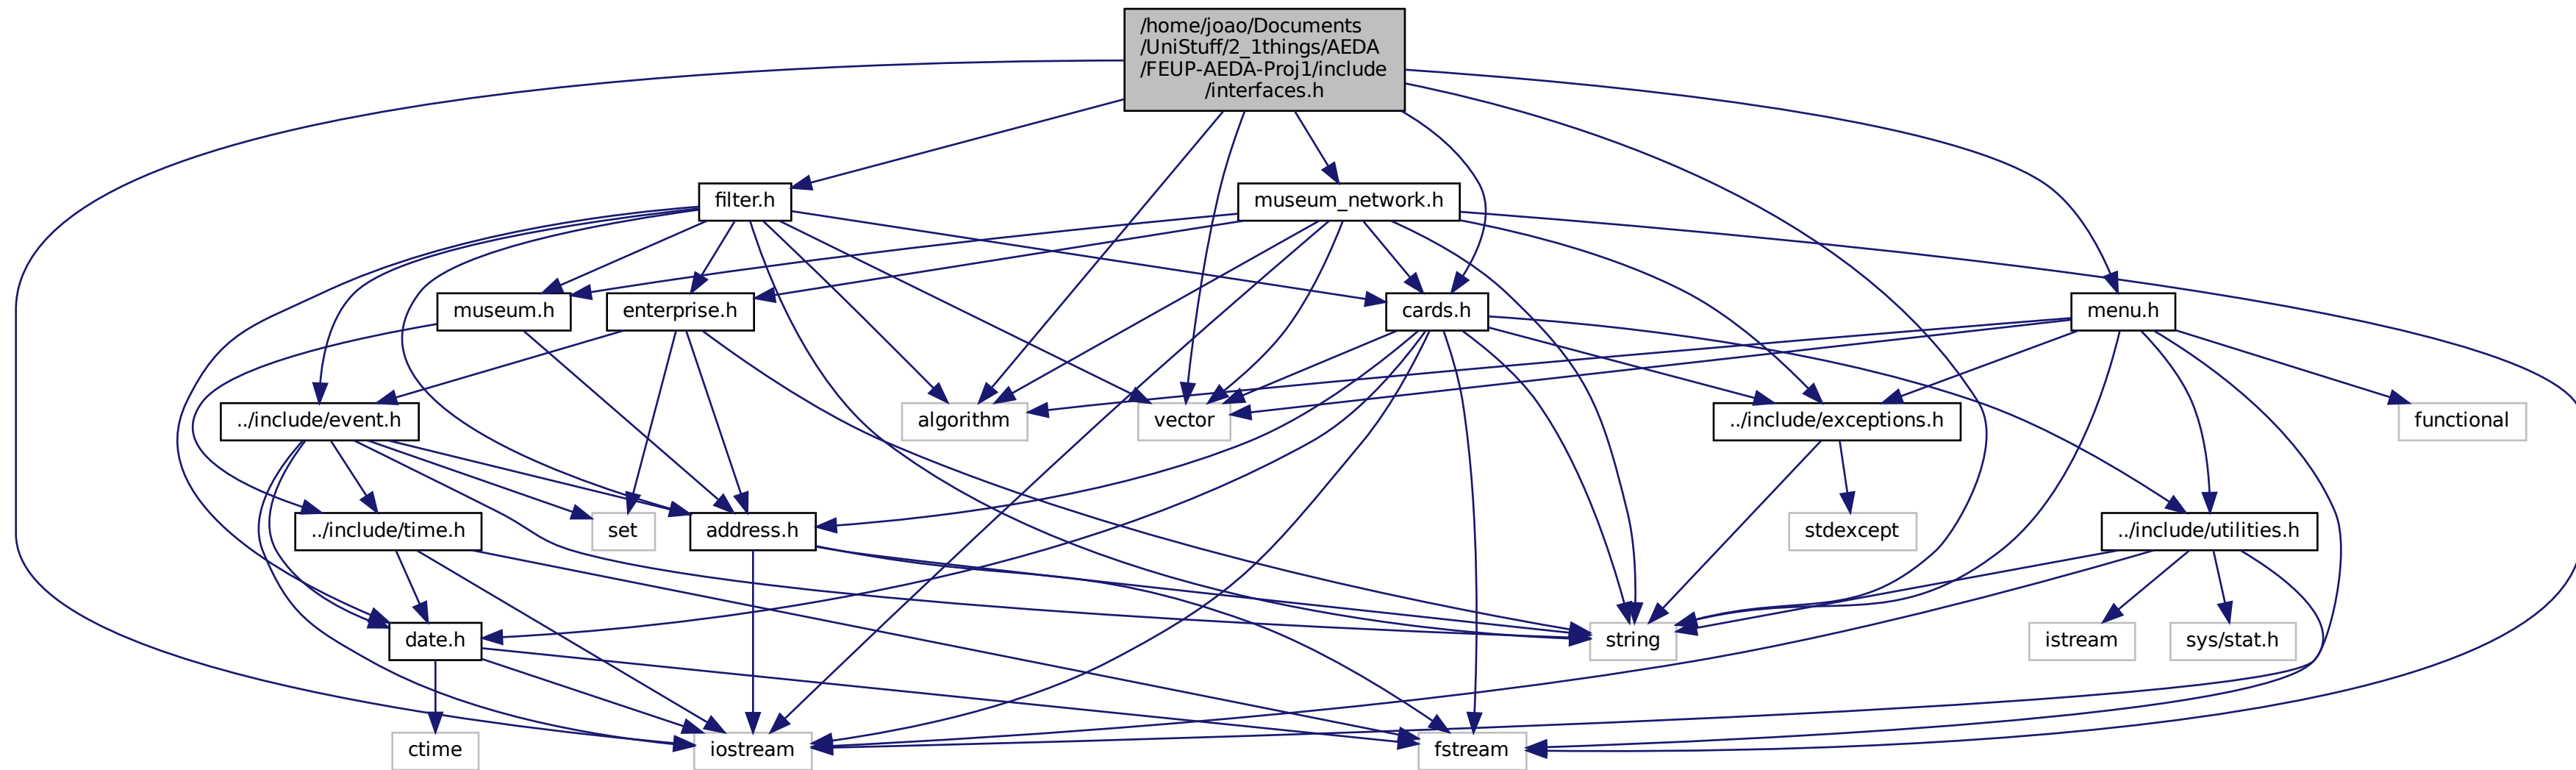 /home/joao/Documents
/UniStuff/2_1things/AEDA
/FEUP-AEDA-Proj1/include
/interfaces.h
filter.h
museum_network.h
museum.h
enterprise.h
cards.h
menu.h
../include/event.h
algorithm
vector
../include/exceptions.h
functional
../include/time.h
set
address.h
stdexcept
../include/utilities.h
date.h
string
istream
sys/stat.h
ctime
iostream
fstream